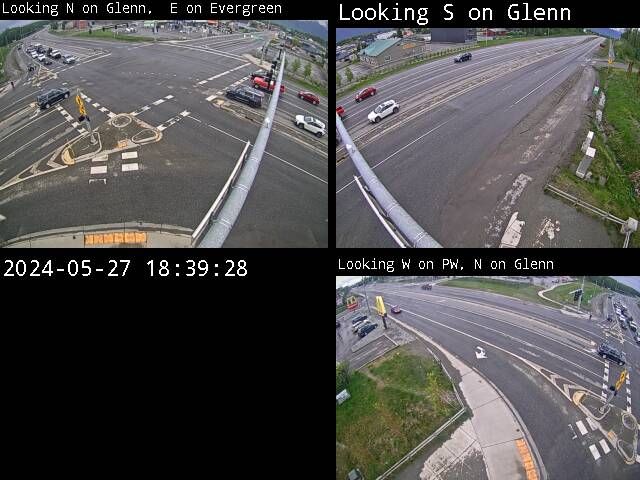 Looking N on Glenn, E on Evergreen
Looking S on Glenn
2024-05-27 18:39:28
Looking W on PW, N on Glenn